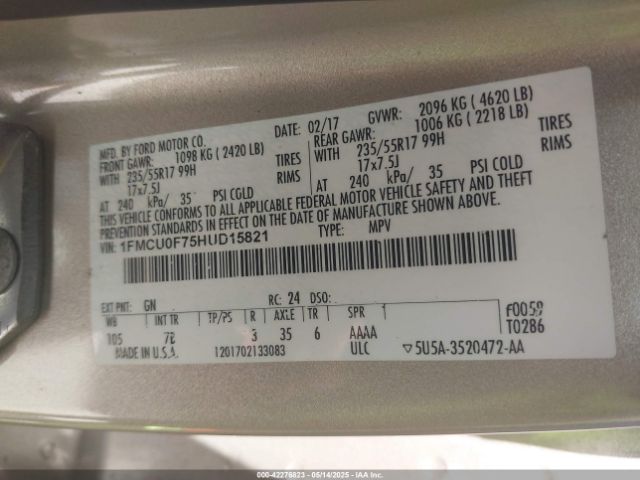 MFD. BY FORD MOTOR CO. DATE: 02/17 GVWR: 2096 KG ( 4620 LB)
FRONT GAWR: 1098 KG ( 2420 LB) REAR GAWR: 1006 KG ( 2218 LB)
WITH 235/55R17 99H TIRES WITH 235/55R17 99H TIRES
17x7.5J RIMS 17x7.5J RIMS
AT 240 kPa/ 35 PSI COLD AT 240 kPa/ 35 PSI COLD
THIS VEHICLE CONFORMS TO ALL APPLICABLE FEDERAL MOTOR VEHICLE SAFETY AND THEFT
PREVENTION STANDARDS IN EFFECT ON THE DATE OF MANUFACTURE SHOWN ABOVE.
VIN: 1FMCU0F75HUD15821 TYPE: MPV
EXT PNT: GN RC: 24 DSO:
WB INT TR TP/PS R AXLE TR SPR f0059
105 7B 3 35 6 AAAA T0286
MADE IN U.S.A. 1201702133083 ULC ▽5U5A-3520472-AA
000-42276823 - 05/14/2025 - IAAI.COM